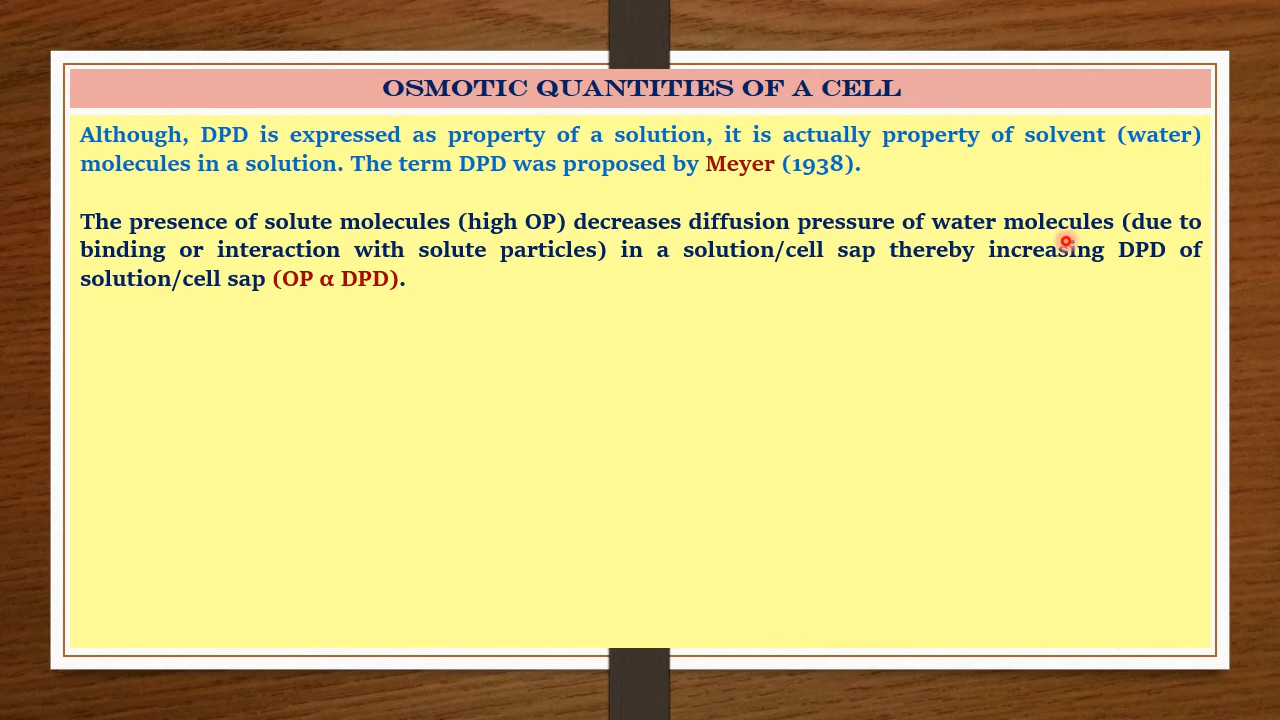 OSMOTIC QUANTITIES OF A CELL
Although, DPD is expressed as property of a solution, it is actually property of solvent (water)
molecules in a solution. The term DPD was proposed by Meyer (1938).
The presence of solute molecules (high OP) decreases diffusion pressure of water molecules (due to
binding or interaction with solute particles) in a solution/cell sap thereby increasing DPD of
solution/cell sap (OP α DPD).